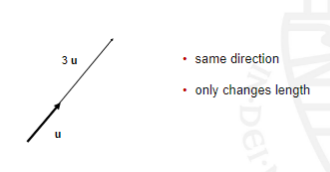 3 u
same direction
only changes length
u